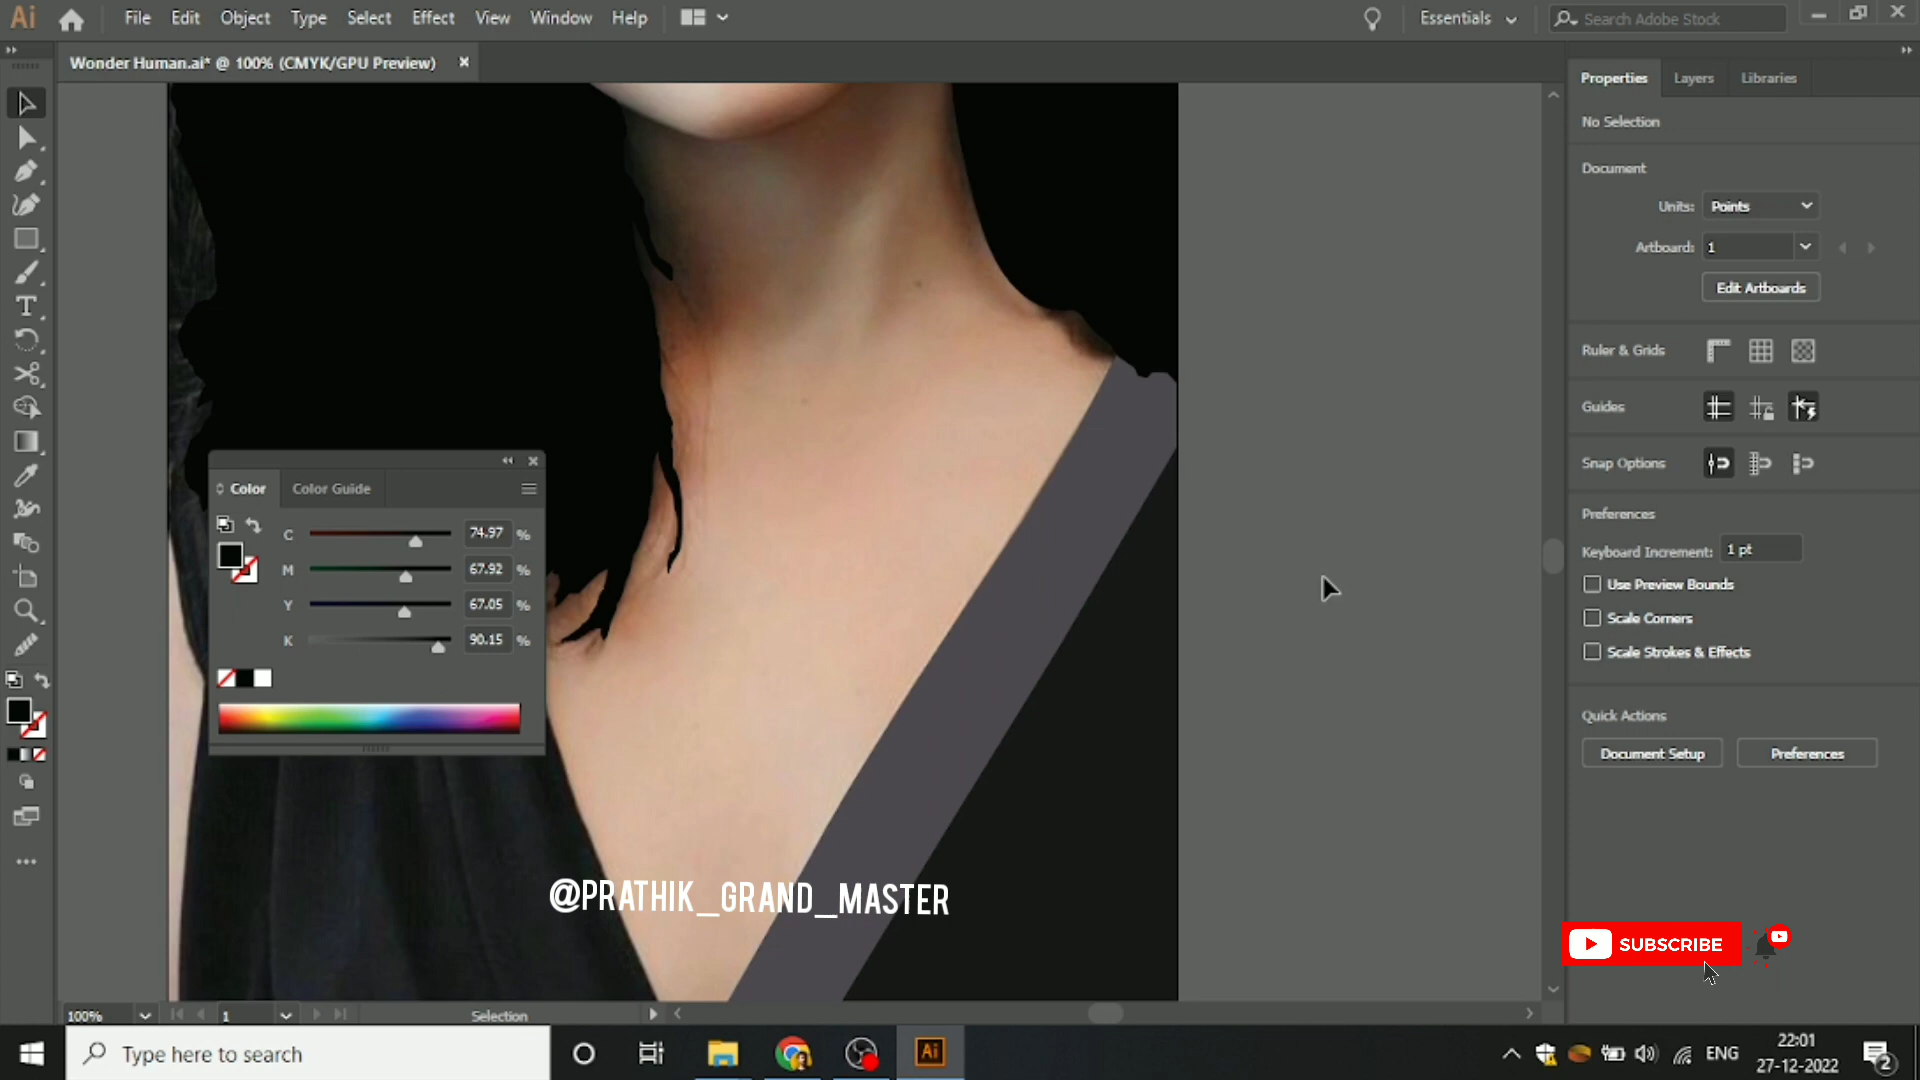 Ai File Edit Object Type Select Effect View Window Help Essentials Search Adobe Stock
Wonder Human.ai* @ 100% (CMYK/GPU Preview)
Properties Layers Libraries
No Selection
Document
Units: Points
Artboard: 1
Edit Artboards
Ruler & Grids
Guides
Snap Options
Preferences
Keyboard Increment: 1 pt
Use Preview Bounds
Scale Corners
Scale Strokes & Effects
Quick Actions
Document Setup Preferences
Color Color Guide
C 74.97 %
M 67.92 %
Y 67.05 %
K 90.15 %
@PRATHIK_GRAND_MASTER
SUBSCRIBE
100% 1 Selection
Type here to search
Ai
ENG
22:01
27-12-2022
2